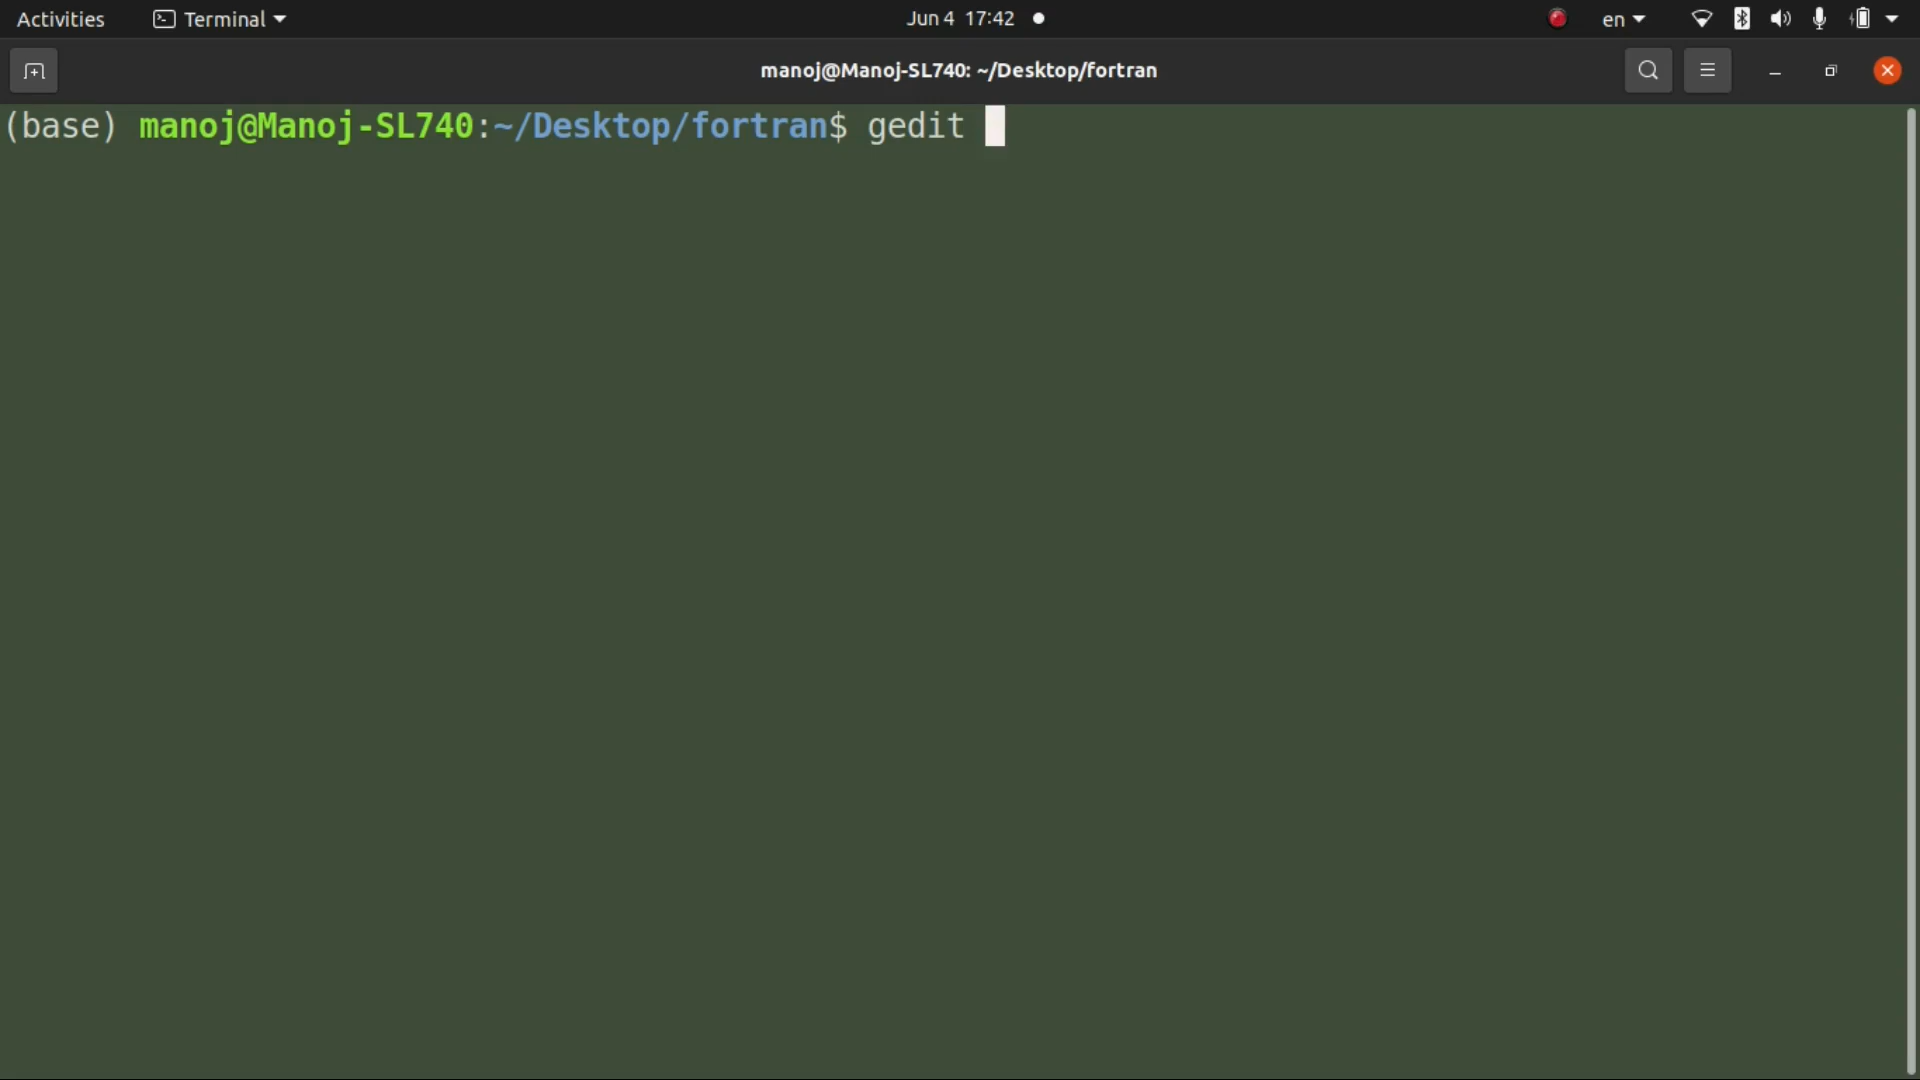 Activities Terminal Jun 4 17:42 en
manoj@Manoj-SL740: ~/Desktop/fortran
(base) manoj@Manoj-SL740:~/Desktop/fortran$ gedit